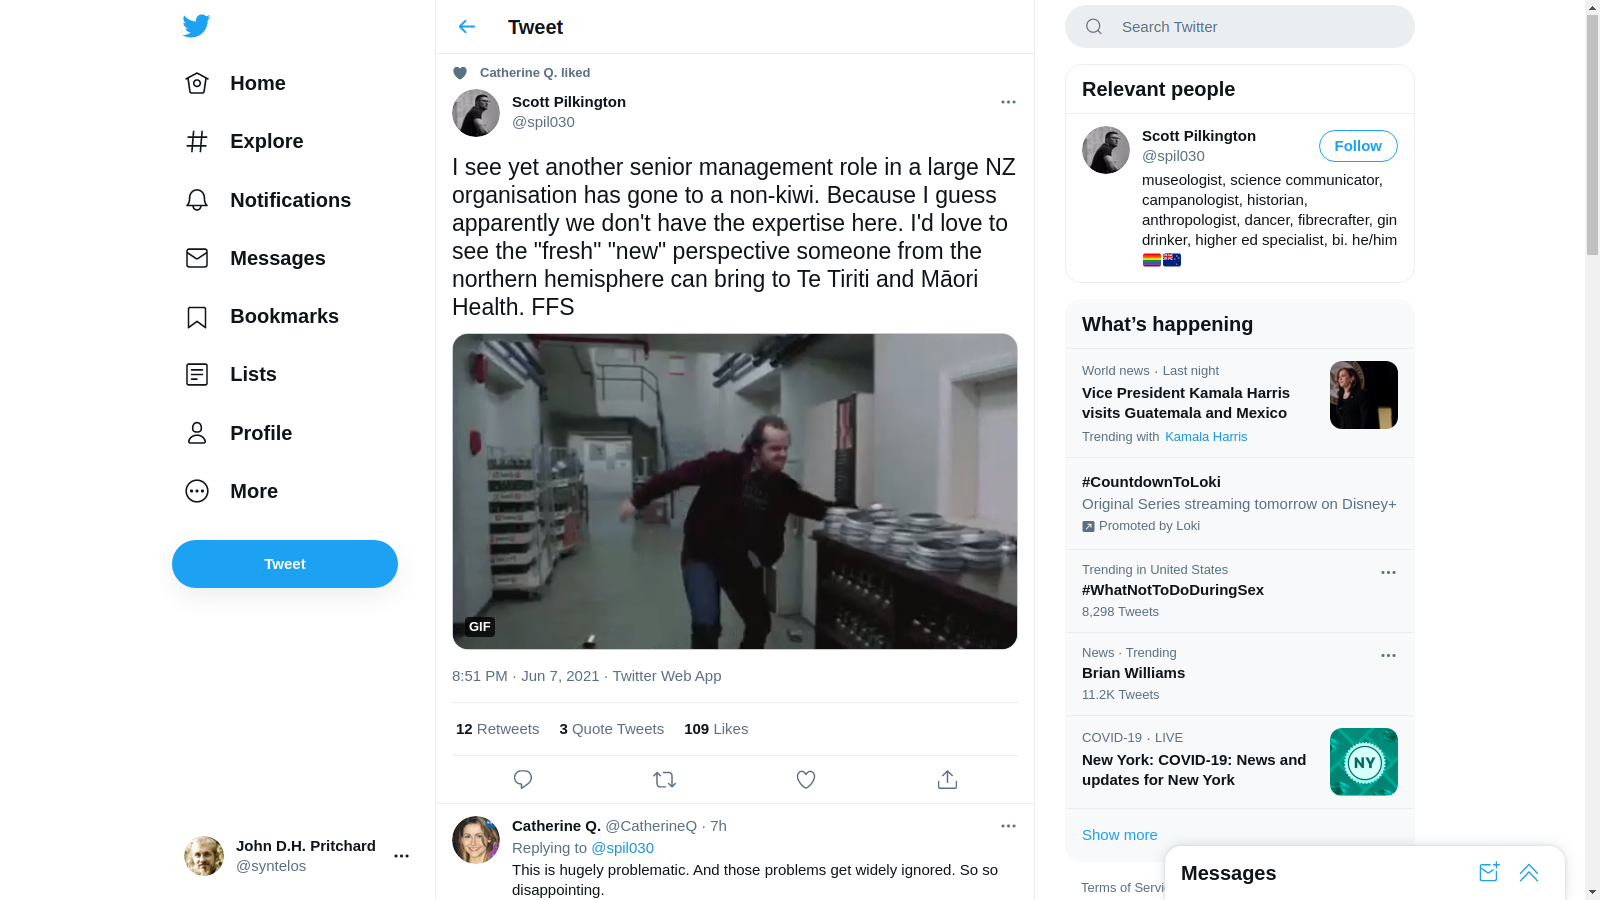 Home
Explore
Notifications
Messages
Bookmarks
Lists
Profile
More
Tweet
John D.H. Pritchard
@syntelos
Tweet
Catherine Q. liked
Scott Pilkington
@spil030
I see yet another senior management role in a large NZ
organisation has gone to a non-kiwi. Because I guess
apparently we don't have the expertise here. I'd love to
see the "fresh" "new" perspective someone from the
northern hemisphere can bring to Te Tiriti and Māori
Health. FFS
GIF
8:51 PM · Jun 7, 2021 · Twitter Web App
12 Retweets 3 Quote Tweets 109 Likes
Catherine Q. @CatherineQ · 7h
Replying to @spil030
This is hugely problematic. And those problems get widely ignored. So so
disappointing.
Search Twitter
Relevant people
Scott Pilkington
@spil030
Follow
museologist, science communicator,
campanologist, historian,
anthropologist, dancer, fibrecrafter, gin
drinker, higher ed specialist, bi. he/him
What's happening
World news · Last night
Vice President Kamala Harris
visits Guatemala and Mexico
Trending with Kamala Harris
#CountdownToLoki
Original Series streaming tomorrow on Disney+
Promoted by Loki
Trending in United States
#WhatNotToDoDuringSex
8,298 Tweets
News · Trending
Brian Williams
11.2K Tweets
COVID-19 · LIVE
New York: COVID-19: News and
updates for New York
NY
Show more
Terms of Servi
Messages